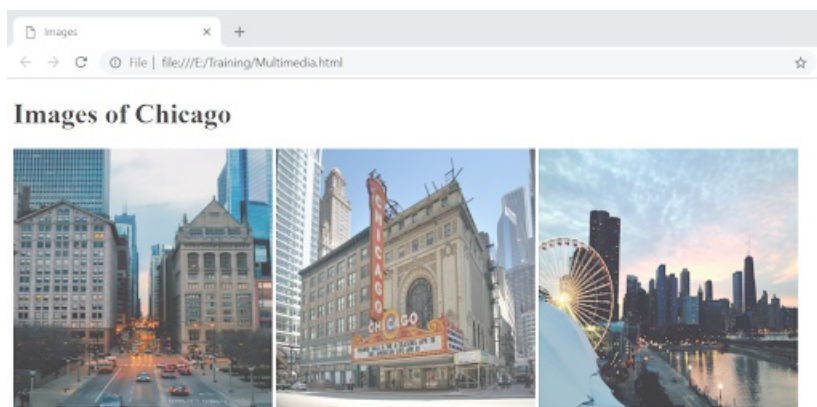 Images
File | file:///E:/Training/Multimedia.html
Images of Chicago
CHICAGO
CHICAGO